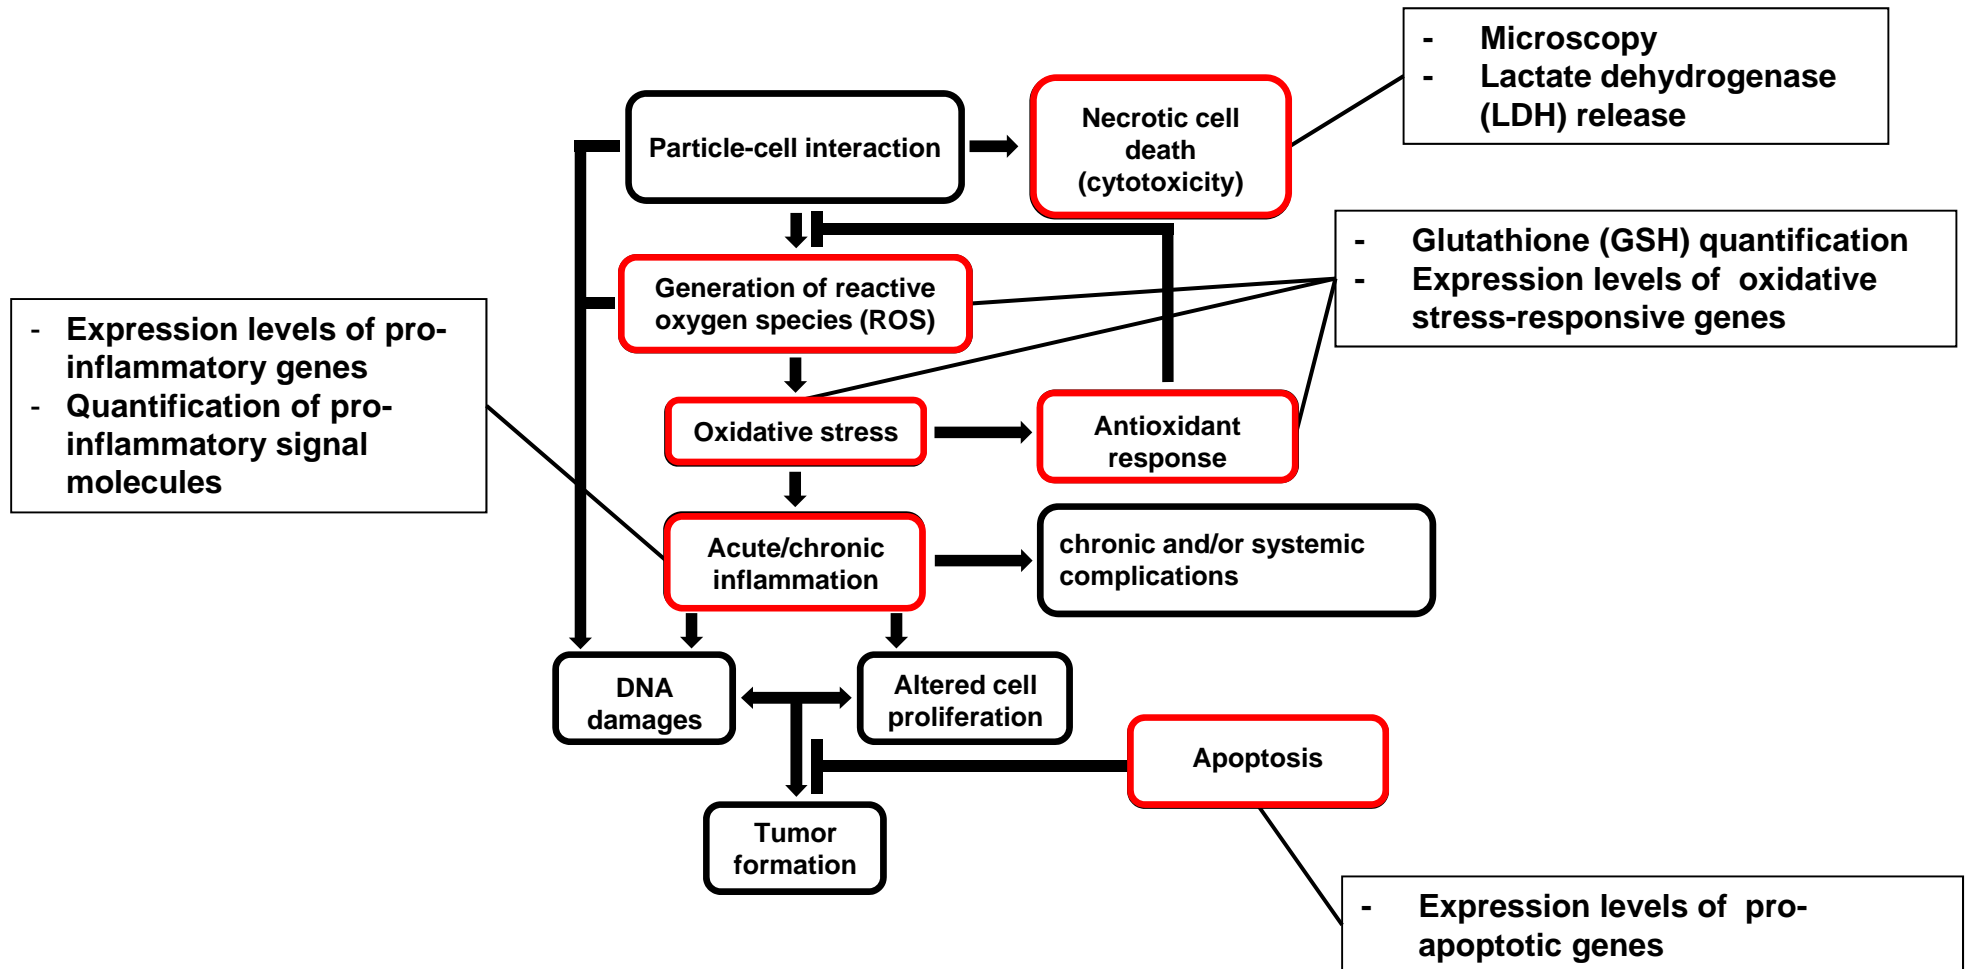 - Microscopy
- Lactate dehydrogenase
(LDH) release
Particle-cell interaction
Necrotic cell
death
(cytotoxicity)
- Glutathione (GSH) quantification
- Expression levels of oxidative
stress-responsive genes
Generation of reactive
oxygen species (ROS)
- Expression levels of pro-
inflammatory genes
- Quantification of pro-
inflammatory signal
molecules
Oxidative stress
Antioxidant
response
Acute/chronic
inflammation
chronic and/or systemic
complications
DNA
damages
Altered cell
proliferation
Apoptosis
Tumor
formation
- Expression levels of pro-
apoptotic genes